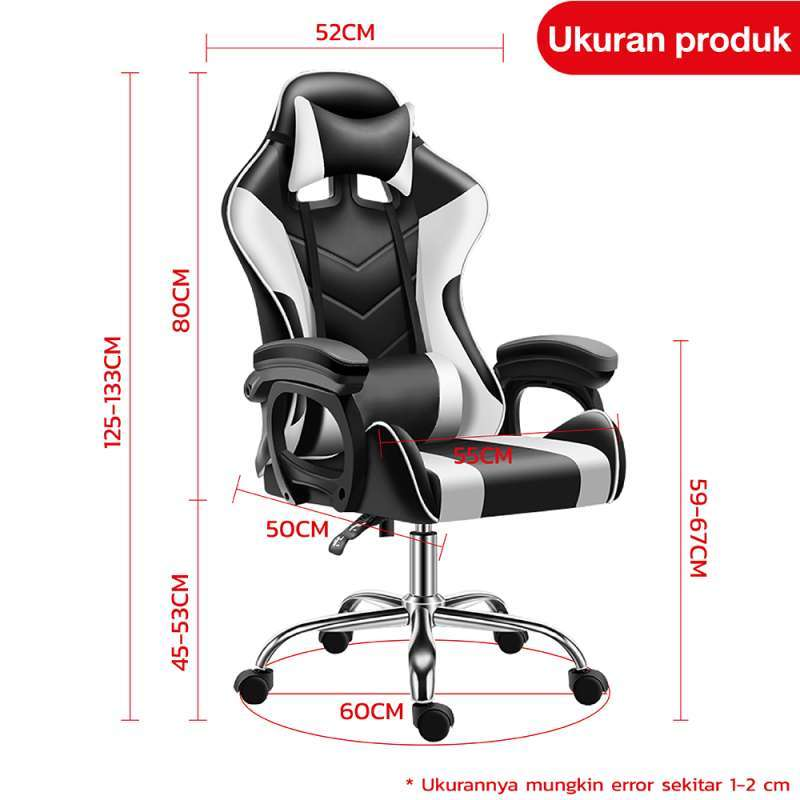 52CM
Ukuran produk
80CM
125-133CM
55CM
50CM
59-67CM
45-53CM
60CM
* Ukurannya mungkin error sekitar 1-2 cm